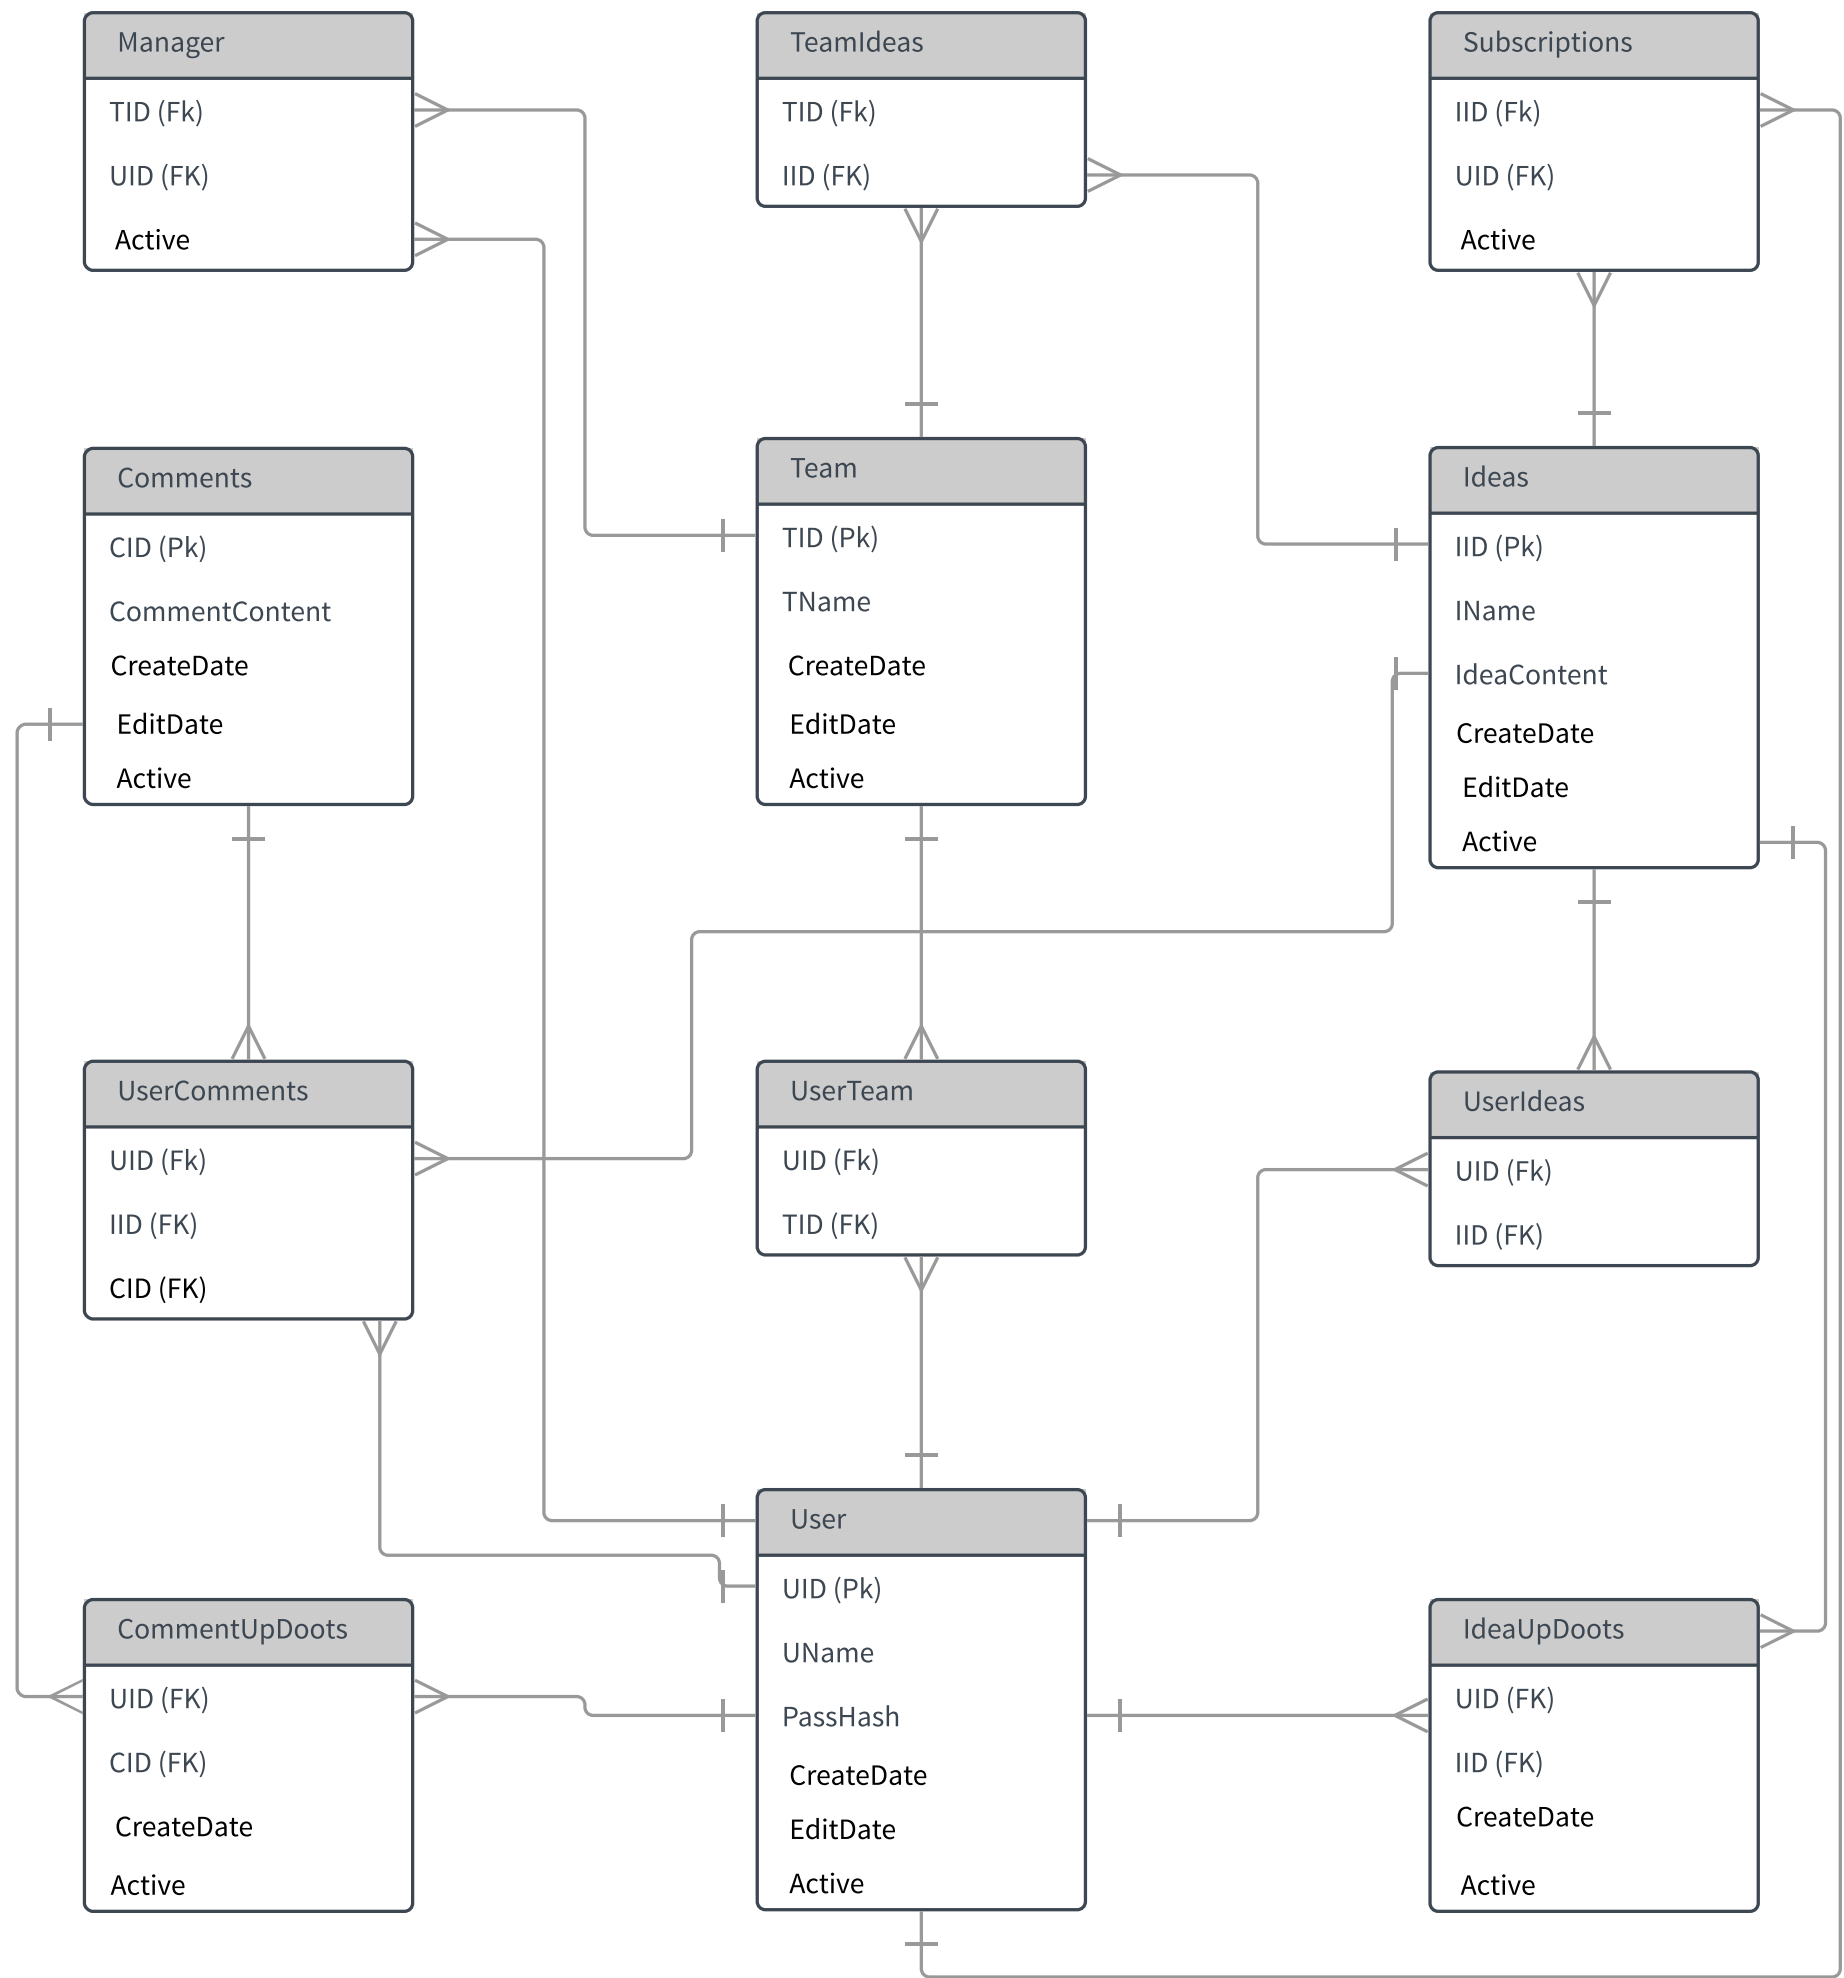 Manager
TID (Fk)
UID (FK)
Active
TeamIdeas
TID (Fk)
IID (FK)
Subscriptions
IID (Fk)
UID (FK)
Active
Comments
CID (Pk)
CommentContent
CreateDate
EditDate
Active
Team
TID (Pk)
TName
CreateDate
EditDate
Active
Ideas
IID (Pk)
IName
IdeaContent
CreateDate
EditDate
Active
UserComments
UID (Fk)
IID (FK)
CID (FK)
UserTeam
UID (Fk)
TID (FK)
UserIdeas
UID (Fk)
IID (FK)
CommentUpDoots
UID (FK)
CID (FK)
CreateDate
Active
User
UID (Pk)
UName
PassHash
CreateDate
EditDate
Active
IdeaUpDoots
UID (FK)
IID (FK)
CreateDate
Active